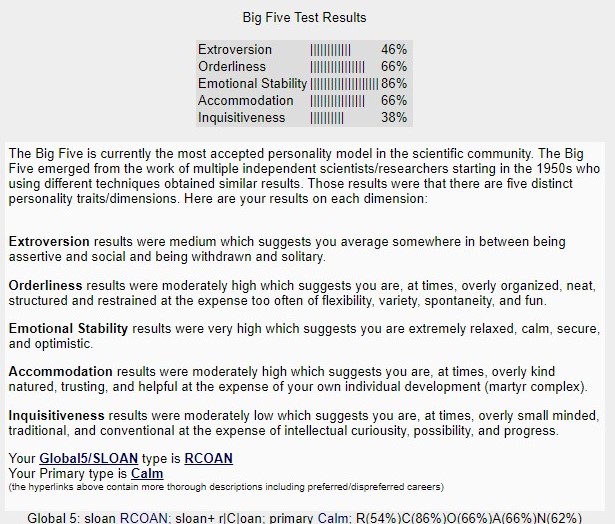 Big Five Test Results
Extroversion |||||||||||| 46%
Orderliness |||||||||||||||| 66%
Emotional Stability |||||||||||||||||||| 86%
Accommodation |||||||||||||||| 66%
Inquisitiveness |||||||||| 38%
The Big Five is currently the most accepted personality model in the scientific community. The Big
Five emerged from the work of multiple independent scientists/researchers starting in the 1950s who
using different techniques obtained similar results. Those results were that there are five distinct
personality traits/dimensions. Here are your results on each dimension:
Extroversion results were medium which suggests you average somewhere in between being
assertive and social and being withdrawn and solitary.
Orderliness results were moderately high which suggests you are, at times, overly organized, neat,
structured and restrained at the expense too often of flexibility, variety, spontaneity, and fun.
Emotional Stability results were very high which suggests you are extremely relaxed, calm, secure,
and optimistic.
Accommodation results were moderately high which suggests you are, at times, overly kind
natured, trusting, and helpful at the expense of your own individual development (martyr complex).
Inquisitiveness results were moderately low which suggests you are, at times, overly small minded,
traditional, and conventional at the expense of intellectual curiousity, possibility, and progress.
Your Global5/SLOAN type is RCOAN
Your Primary type is Calm
(the hyperlinks above contain more thorough descriptions including preferred/dispreferred careers)
Global 5: sloan RCOAN; sloan+ r|C|oan; primary Calm; R(54%)C(86%)O(66%)A(66%)N(62%)